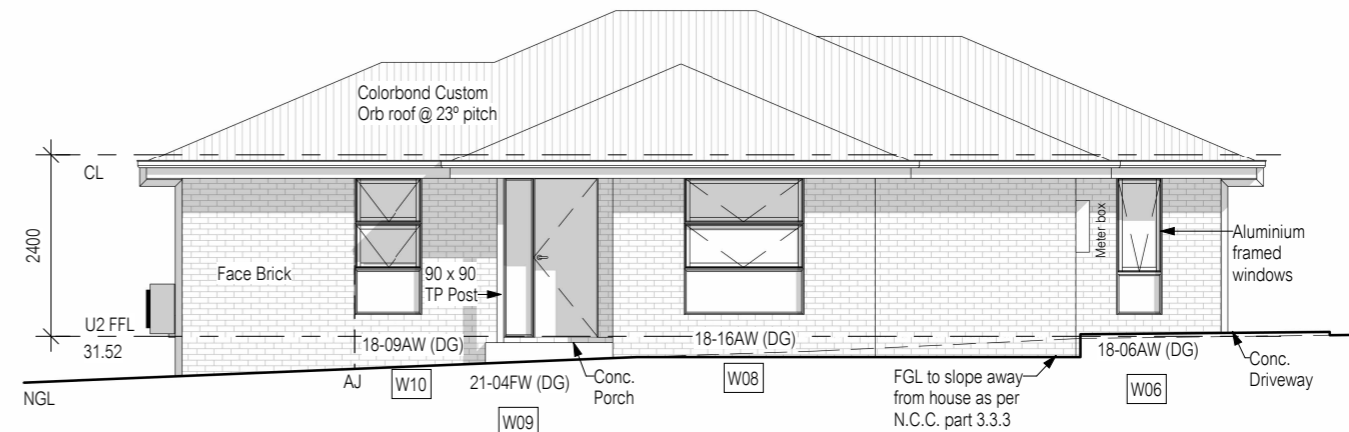 Colorbond Custom
Orb roof @ 23º pitch
CL
2400
Face Brick
90 x 90
TP Post
Meter box
Aluminium
framed
windows
U2 FFL
31.52
18-09AW (DG)
18-16AW (DG)
18-06AW (DG)
NGL
AJ
W10
21-04FW (DG)
W09
Conc.
Porch
W08
FGL to slope away
from house as per
N.C.C. part 3.3.3
W06
Conc.
Driveway